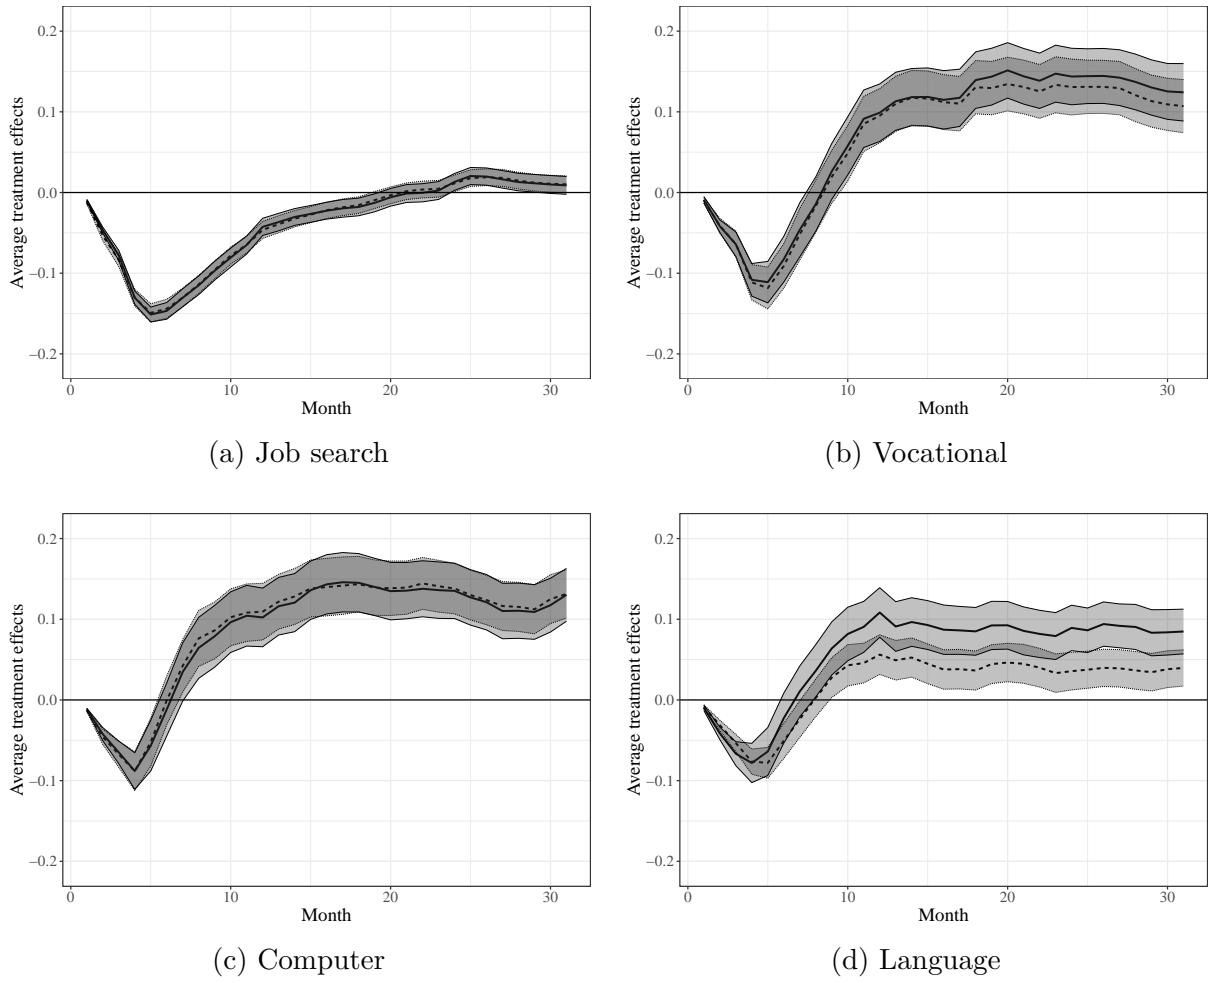 Average treatment effects
0.2
0.1
0.0
−0.1
−0.2
0 10 20 30
Month
(a) Job search
Average treatment effects
0.2
0.1
0.0
−0.1
−0.2
0 10 20 30
Month
(b) Vocational
Average treatment effects
0.2
0.1
0.0
−0.1
−0.2
0 10 20 30
Month
(c) Computer
Average treatment effects
0.2
0.1
0.0
−0.1
−0.2
0 10 20 30
Month
(d) Language